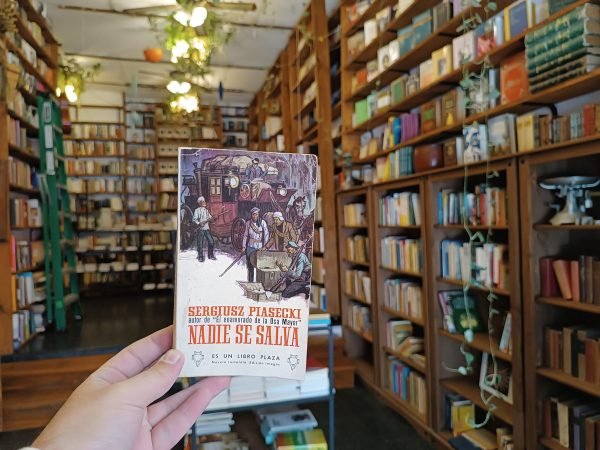 SERGIUSZ PIASECKI
autor de "El enamorado de la Osa Mayor"
NADIE SE SALVA
ES UN LIBRO PLAZA